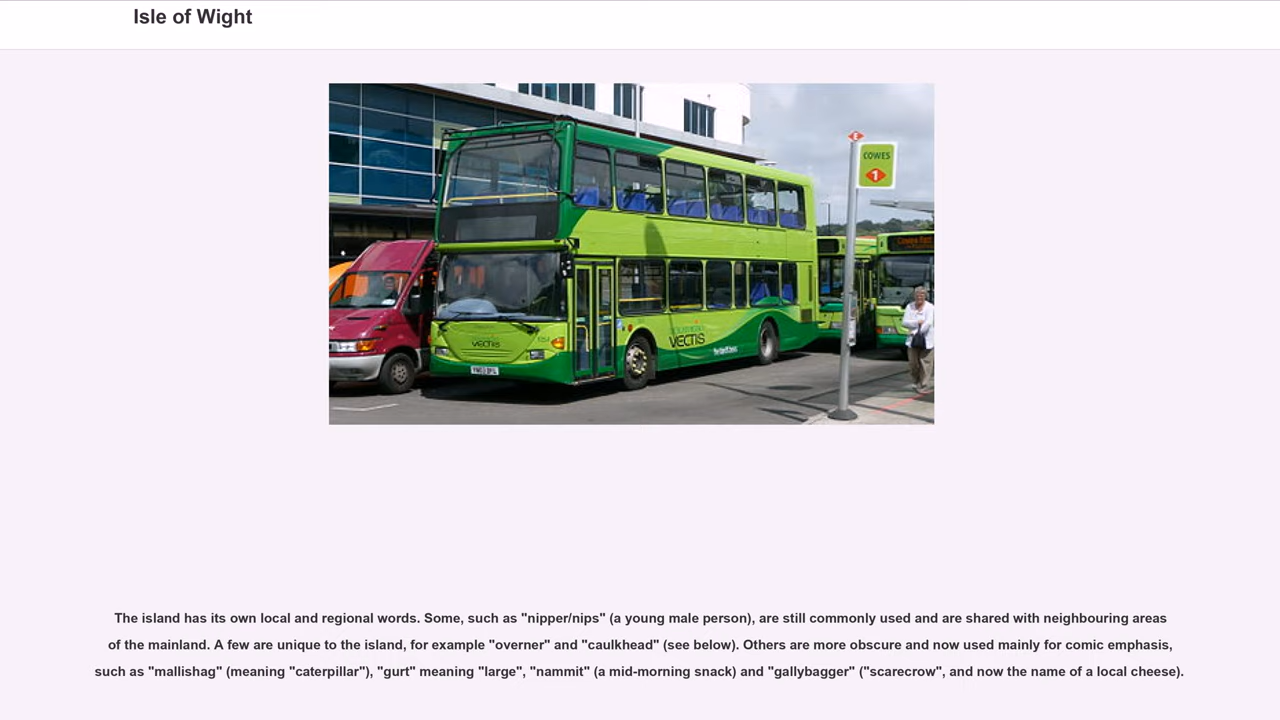 Isle of Wight
E
COWES
1
VECTIS
VECTIS
The island has its own local and regional words. Some, such as "nipper/nips" (a young male person), are still commonly used and are shared with neighbouring areas
of the mainland. A few are unique to the island, for example "overner" and "caulkhead" (see below). Others are more obscure and now used mainly for comic emphasis,
such as "mallishag" (meaning "caterpillar"), "gurt" meaning "large", "nammit" (a mid-morning snack) and "gallybagger" ("scarecrow", and now the name of a local cheese).